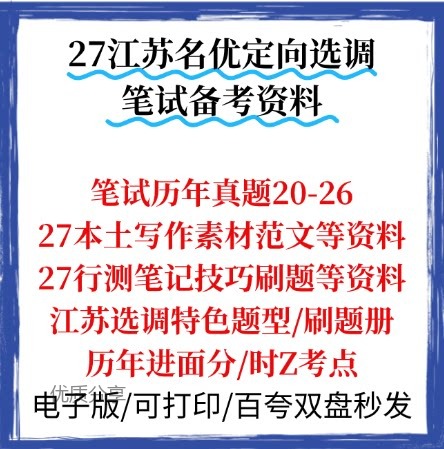 27江苏名优定向选调
笔试备考资料
笔试历年真题20-26
27本土写作素材范文等资料
27行测笔记技巧刷题等资料
江苏选调特色题型/刷题册
历年进面分/时Z考点
优质分享
电子版/可打印/百夸双盘秒发